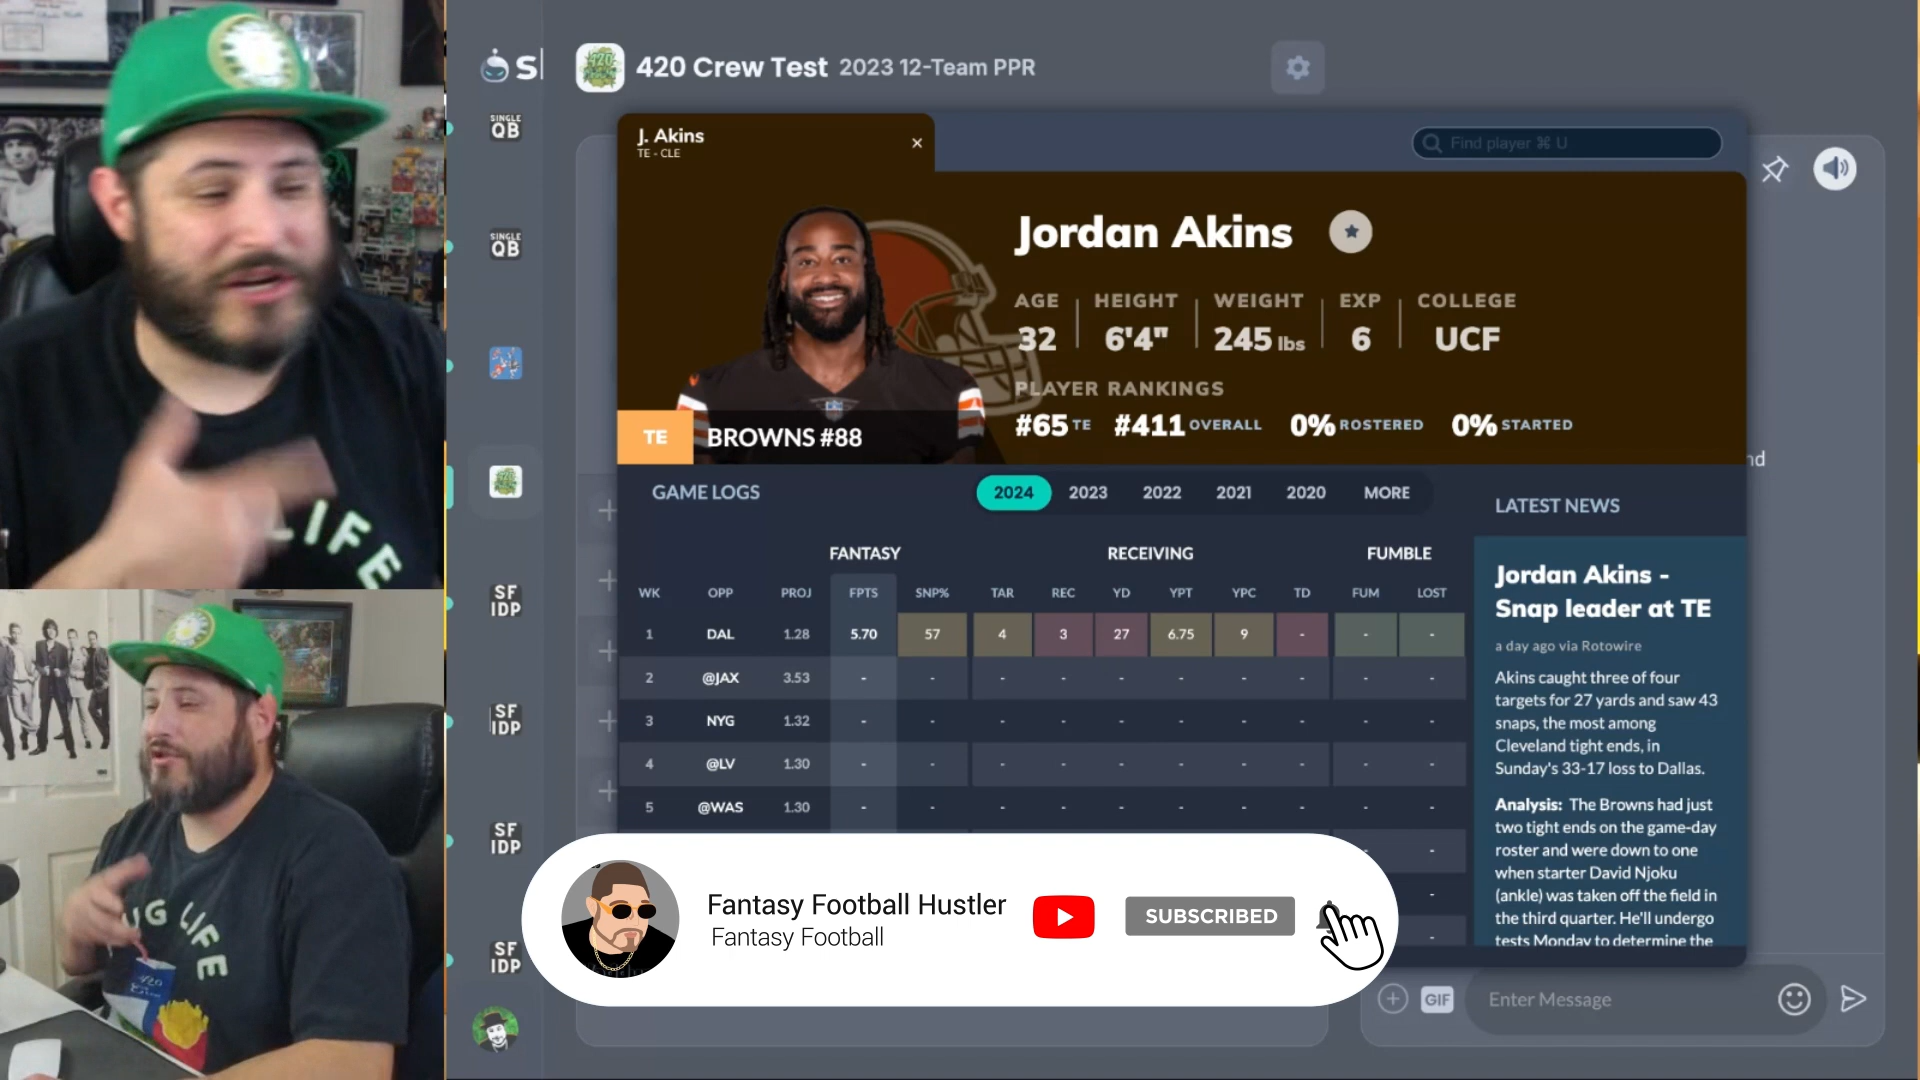 S
420 Crew Test 2023 12-Team PPR
SINGLE
QB
SINGLE
QB
SF
IDP
SF
IDP
SF
IDP
SF
IDP
J. Akins
TE - CLE
×
Find player ⌘ U
Jordan Akins
AGE HEIGHT WEIGHT EXP COLLEGE
32 6'4" 245 lbs 6 UCF
PLAYER RANKINGS
#65 TE #411 OVERALL 0% ROSTERED 0% STARTED
TE BROWNS #88
GAME LOGS 2024 2023 2022 2021 2020 MORE
FANTASY RECEIVING FUMBLE
WK OPP PROJ FPTS SNP% TAR REC YD YPT YPC TD FUM LOST
1 DAL 1.28 5.70 57 4 3 27 6.75 9 - - -
2 @JAX 3.53 - - - - - - - - - -
3 NYG 1.32 - - - - - - - - - -
4 @LV 1.30 - - - - - - - - - -
5 @WAS 1.30 - - - - - - - - - -
LATEST NEWS
Jordan Akins -
Snap leader at TE
a day ago via Rotowire
Akins caught three of four
targets for 27 yards and saw 43
snaps, the most among
Cleveland tight ends, in
Sunday's 33-17 loss to Dallas.
Analysis: The Browns had just
two tight ends on the game-day
roster and were down to one
when starter David Njoku
(ankle) was taken off the field in
the third quarter. He'll undergo
tests Monday to determine the
nd
Fantasy Football Hustler
Fantasy Football
SUBSCRIBED
GIF Enter Message
LIFE
UG LIFE
420